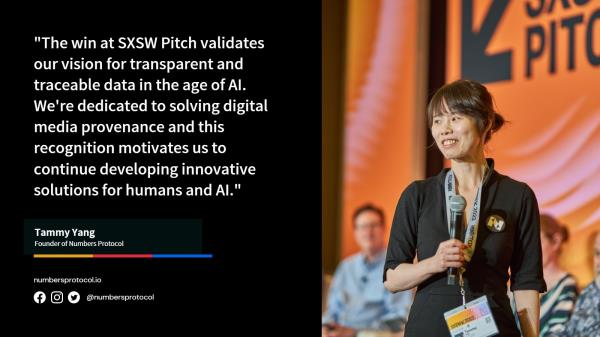 "The win at SXSW Pitch validates
our vision for transparent and
traceable data in the age of AI.
We're dedicated to solving digital
media provenance and this
recognition motivates us to
continue developing innovative
solutions for humans and AI."
Tammy Yang
Founder of Numbers Protocol
numbersprotocol.io
@numbersprotocol
SXSW
PITC